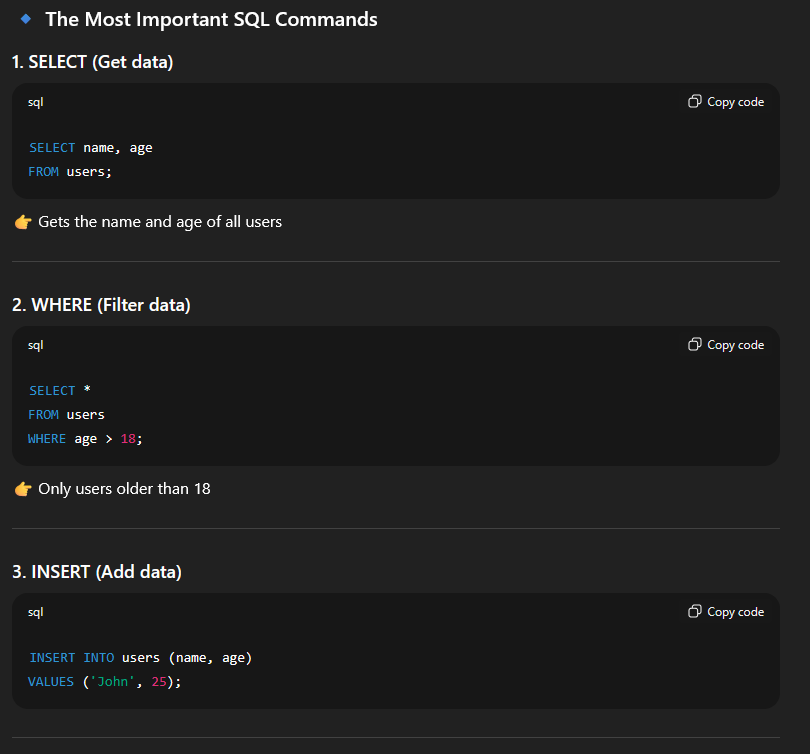 The Most Important SQL Commands
1. SELECT (Get data)
sql
Copy code
SELECT name, age
FROM users;
👉 Gets the name and age of all users
2. WHERE (Filter data)
sql
Copy code
SELECT *
FROM users
WHERE age > 18;
👉 Only users older than 18
3. INSERT (Add data)
sql
Copy code
INSERT INTO users (name, age)
VALUES ('John', 25);